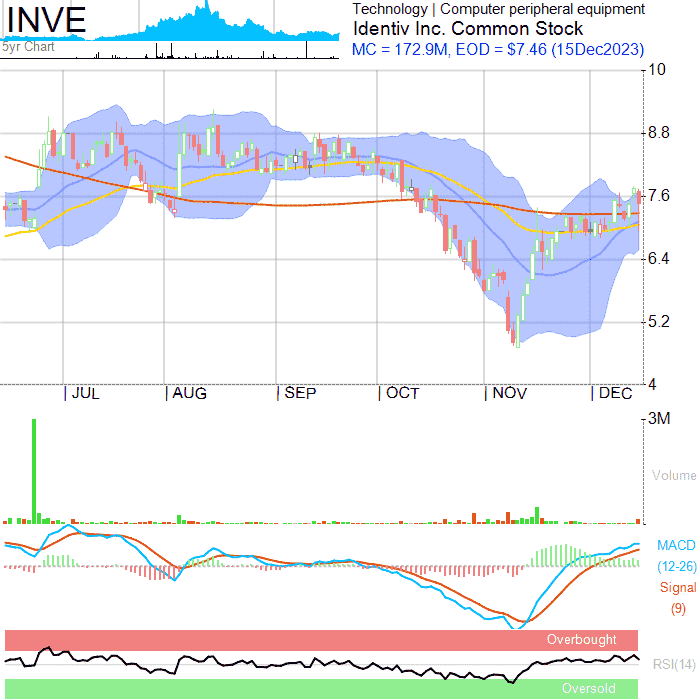 INVE
5yr Chart
Technology | Computer peripheral equipment
Identiv Inc. Common Stock
MC = 172.9M, EOD = $7.46 (15Dec2023)
10
8.8
7.6
6.4
5.2
4
| JUL | AUG | SEP | OCT | NOV | DEC
3M
Volume
MACD
(12-26)
Signal
(9)
Overbought
RSI(14)
Oversold